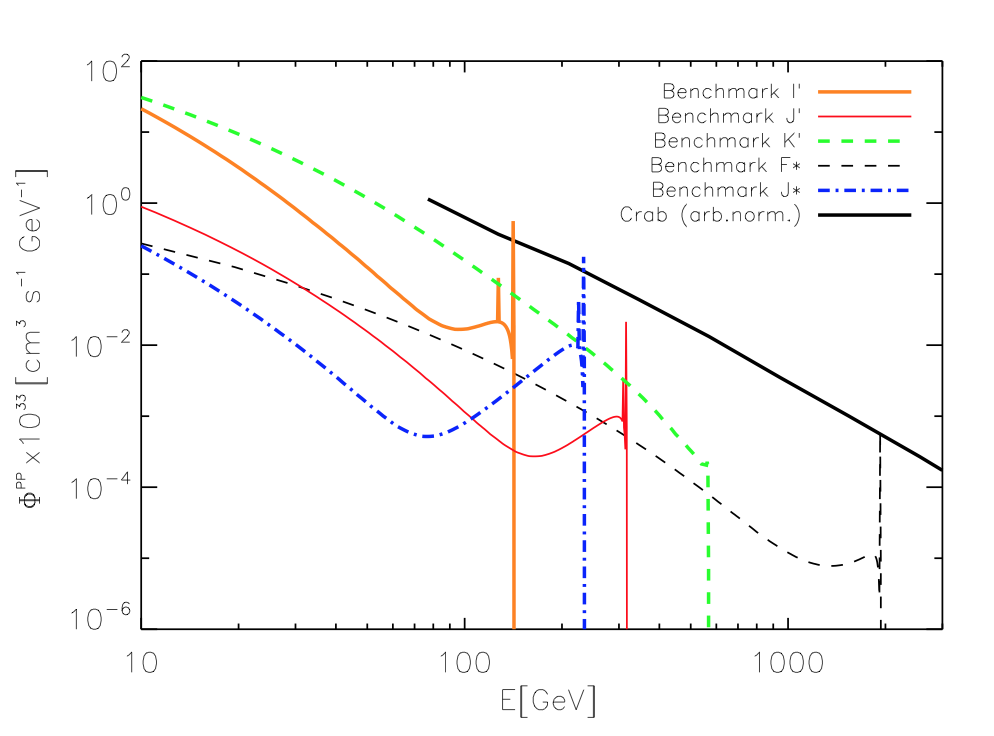 10²
10⁰
10⁻²
10⁻⁴
10⁻⁶
Φᴾᴾ x10³³ [cm³ s⁻¹ GeV⁻¹]
Benchmark I'
Benchmark J'
Benchmark K'
Benchmark F*
Benchmark J*
Crab (arb.norm.)
10 100 1000
E[GeV]